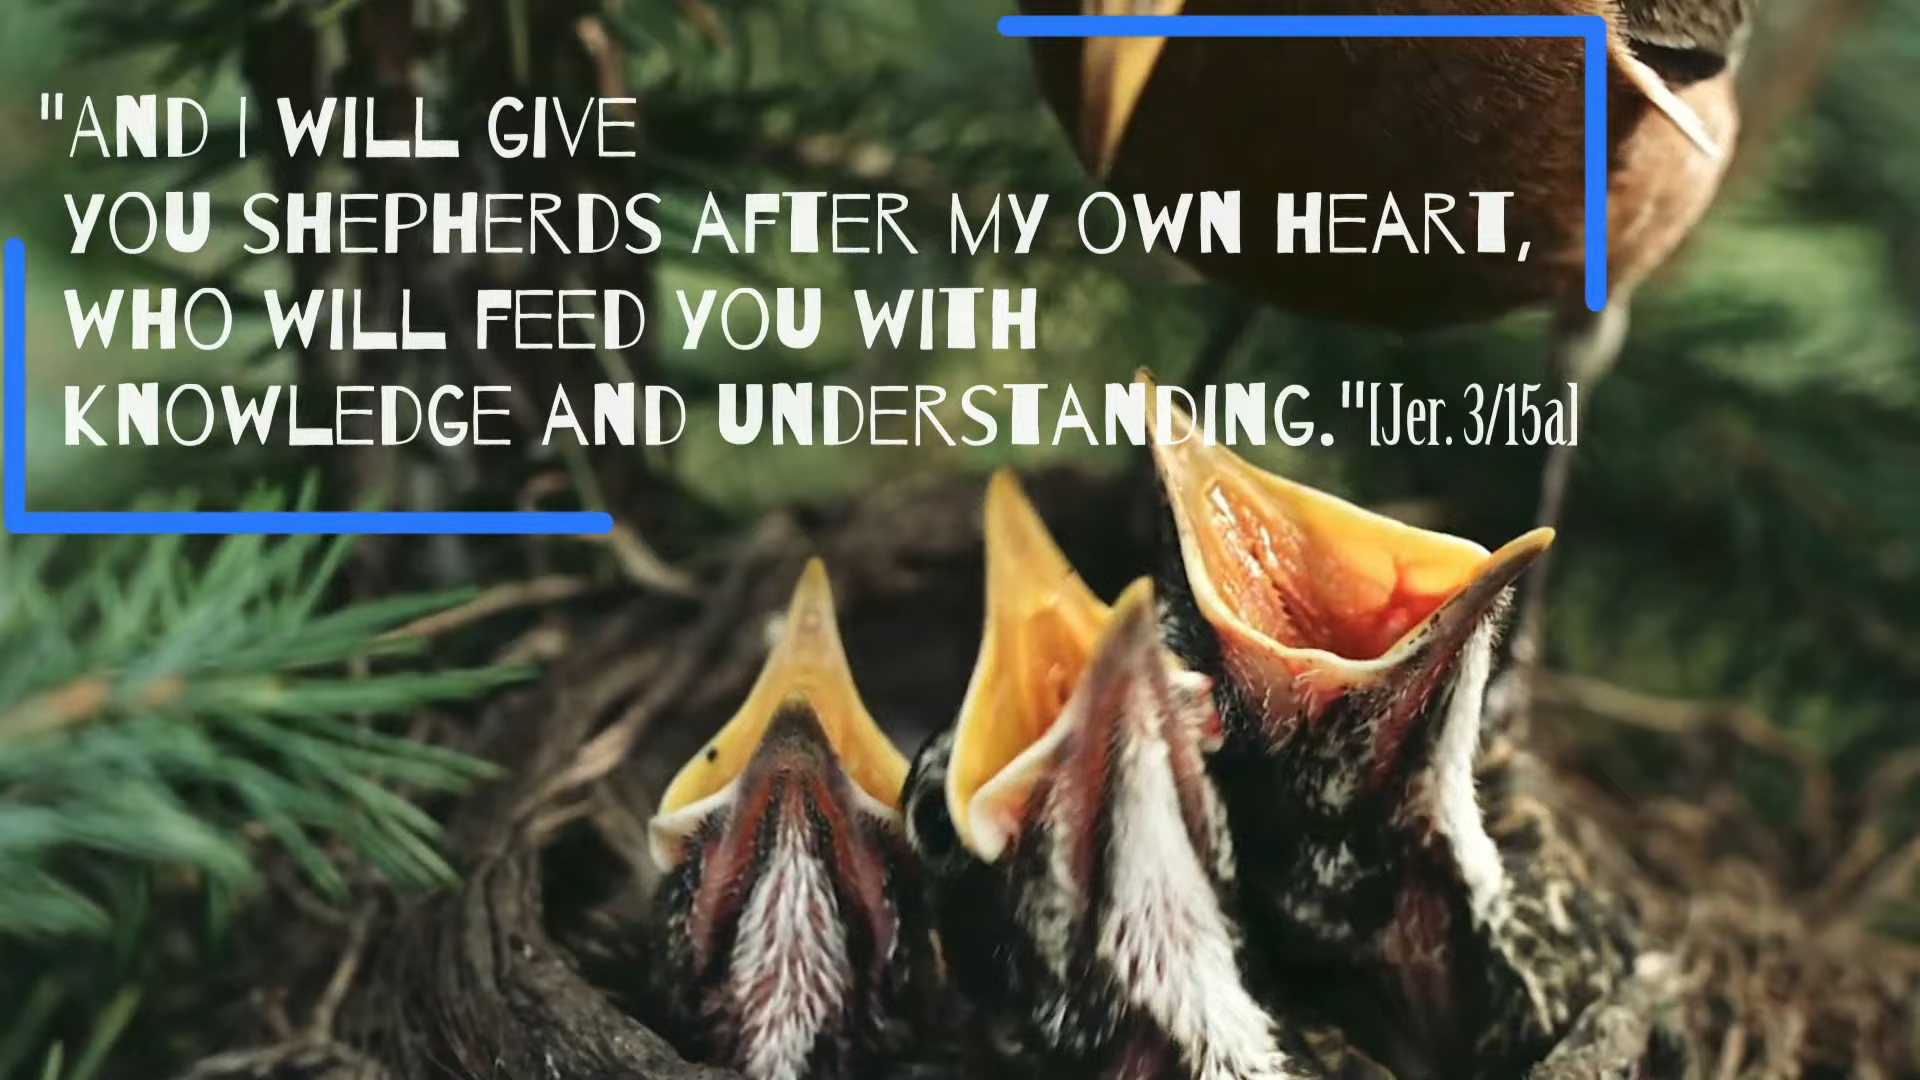 "AND I WILL GIVE
YOU SHEPHERDS AFTER MY OWN HEART,
WHO WILL FEED YOU WITH
KNOWLEDGE AND UNDERSTANDING."[Jer. 3/15a]